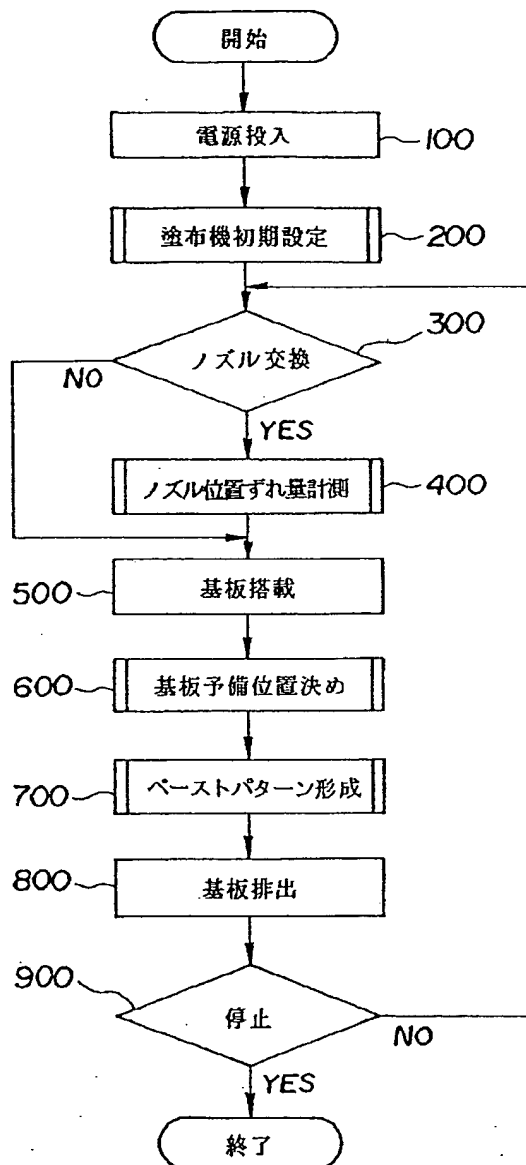 開始
電源投入
100
塗布機初期設定
200
ノズル交換
300
NO
YES
ノズル位置ずれ量計測
400
500
基板搭載
600
基板予備位置決め
700
ペーストパターン形成
800
基板排出
900
停止
NO
YES
終了